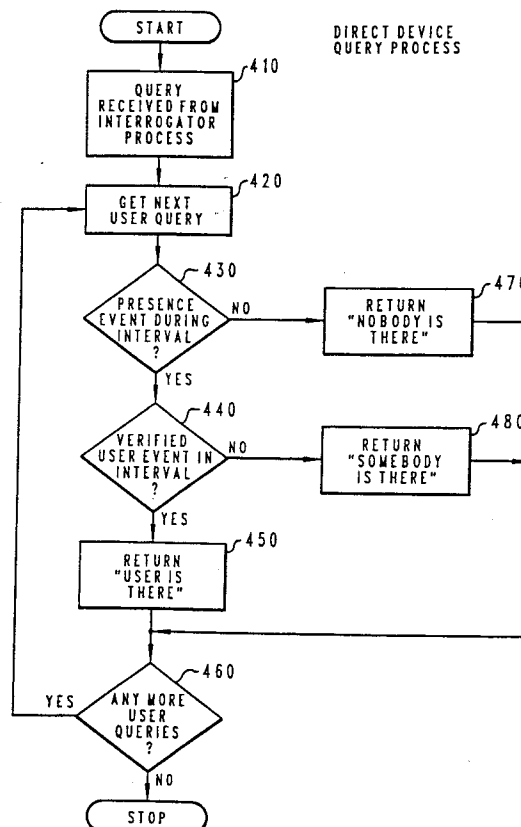 START
DIRECT DEVICE
QUERY PROCESS
410
QUERY
RECEIVED FROM
INTERROGATOR
PROCESS
420
GET NEXT
USER QUERY
430
PRESENCE
EVENT DURING
INTERVAL
?
NO
YES
470
RETURN
"NOBODY IS
THERE"
440
VERIFIED
USER EVENT IN
INTERVAL
?
NO
YES
480
RETURN
"SOMEBODY
IS THERE"
450
RETURN
"USER IS
THERE"
460
YES
ANY MORE
USER
QUERIES
?
NO
STOP